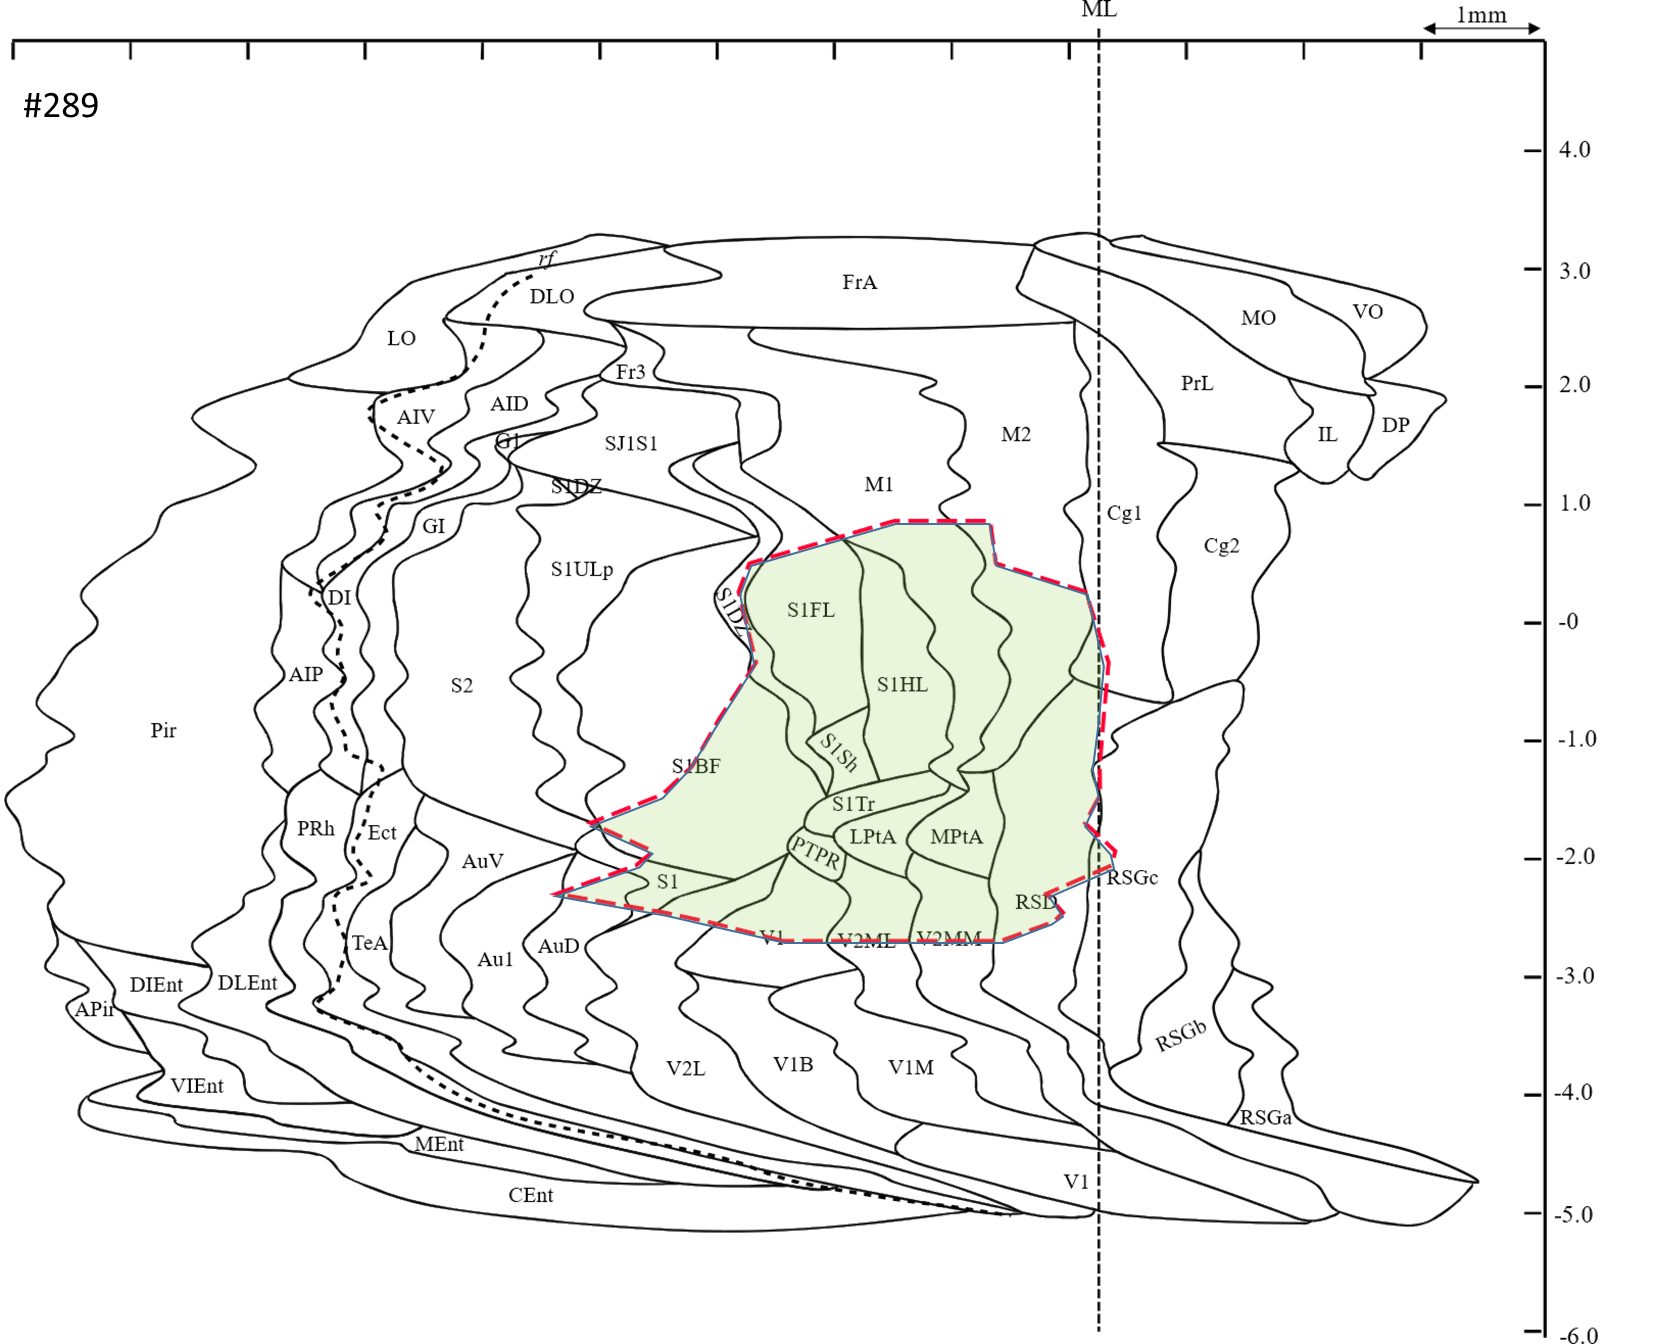 ML
1mm
#289
4.0
rf
3.0
DLO
FrA
VO
MO
LO
Fr3
PrL
2.0
AIV
AID
G1
SJ1S1
M2
IL
DP
S1DZ
M1
1.0
GI
Cg1
Cg2
S1ULp
DI
S1DZ
S1FL
-0
AIP
S2
S1HL
Pir
-1.0
S1Sh
S1BF
S1Tr
PRh
Ect
LPtA
MPtA
AuV
PTPR
-2.0
S1
RSGc
RSD
TeA
AuD
V1
V2ML
V2MM
Au1
-3.0
DIEnt
DLEnt
APir
RSGb
V2L
V1B
V1M
VIEnt
-4.0
RSGa
MEnt
V1
CEnt
-5.0
-6.0